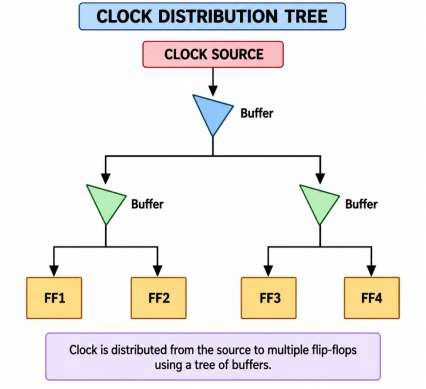 CLOCK DISTRIBUTION TREE
CLOCK SOURCE
Buffer
Buffer
Buffer
FF1
FF2
FF3
FF4
Clock is distributed from the source to multiple flip-flops
using a tree of buffers.